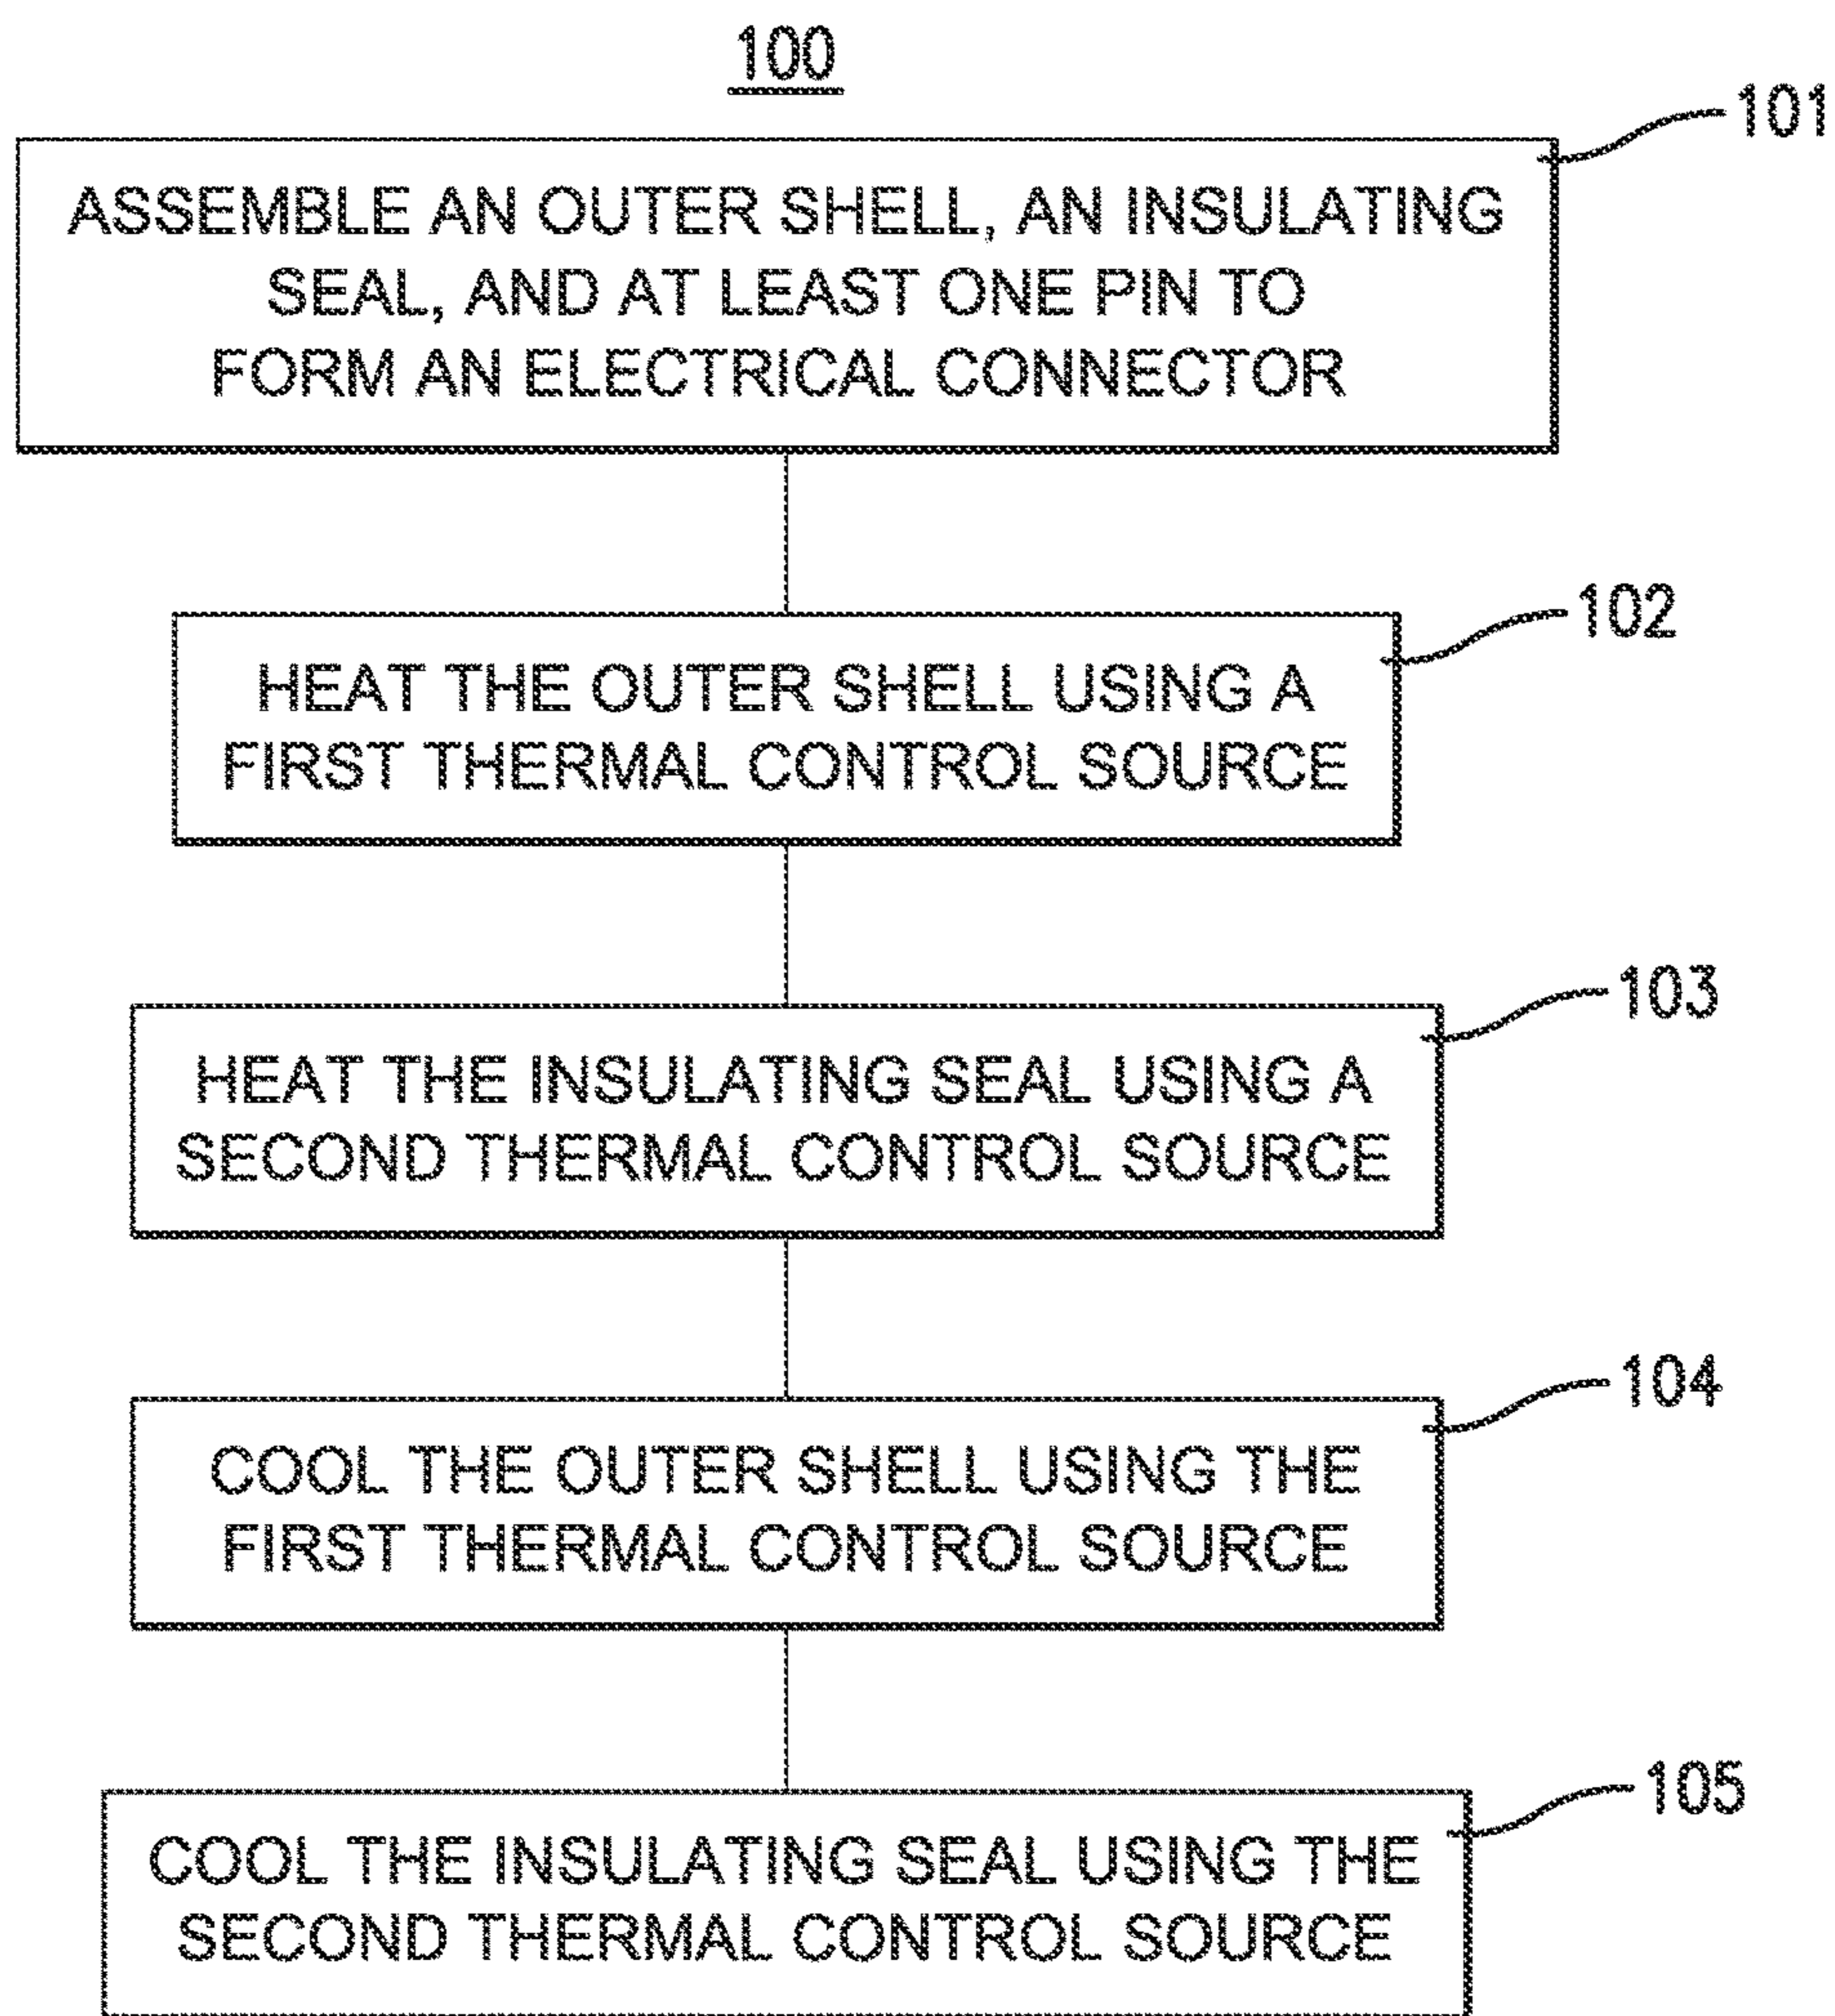 100
101
ASSEMBLE AN OUTER SHELL, AN INSULATING
SEAL, AND AT LEAST ONE PIN TO
FORM AN ELECTRICAL CONNECTOR
102
HEAT THE OUTER SHELL USING A
FIRST THERMAL CONTROL SOURCE
103
HEAT THE INSULATING SEAL USING A
SECOND THERMAL CONTROL SOURCE
104
COOL THE OUTER SHELL USING THE
FIRST THERMAL CONTROL SOURCE
105
COOL THE INSULATING SEAL USING THE
SECOND THERMAL CONTROL SOURCE